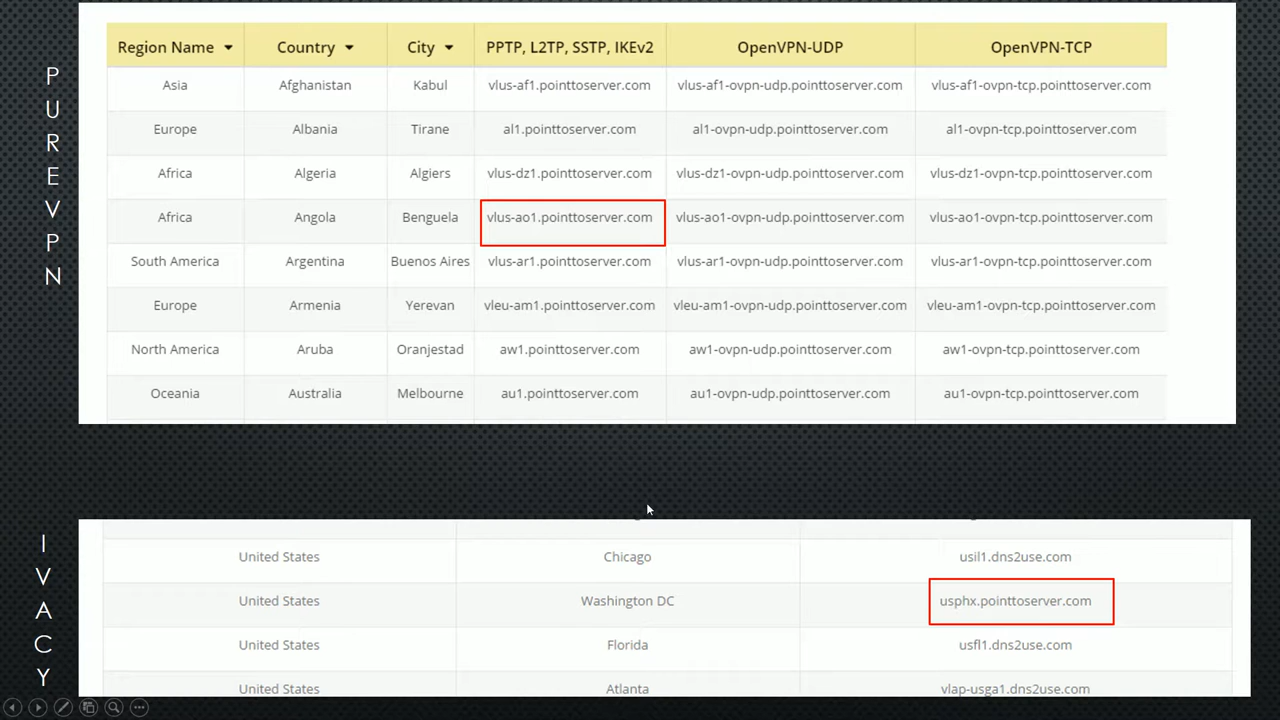 PUREVPN
Region Name Country City PPTP, L2TP, SSTP, IKEv2 OpenVPN-UDP OpenVPN-TCP
Asia Afghanistan Kabul vlus-af1.pointtoserver.com vlus-af1-ovpn-udp.pointtoserver.com vlus-af1-ovpn-tcp.pointtoserver.com
Europe Albania Tirane al1.pointtoserver.com al1-ovpn-udp.pointtoserver.com al1-ovpn-tcp.pointtoserver.com
Africa Algeria Algiers vlus-dz1.pointtoserver.com vlus-dz1-ovpn-udp.pointtoserver.com vlus-dz1-ovpn-tcp.pointtoserver.com
Africa Angola Benguela vlus-ao1.pointtoserver.com vlus-ao1-ovpn-udp.pointtoserver.com vlus-ao1-ovpn-tcp.pointtoserver.com
South America Argentina Buenos Aires vlus-ar1.pointtoserver.com vlus-ar1-ovpn-udp.pointtoserver.com vlus-ar1-ovpn-tcp.pointtoserver.com
Europe Armenia Yerevan vleu-am1.pointtoserver.com vleu-am1-ovpn-udp.pointtoserver.com vleu-am1-ovpn-tcp.pointtoserver.com
North America Aruba Oranjestad aw1.pointtoserver.com aw1-ovpn-udp.pointtoserver.com aw1-ovpn-tcp.pointtoserver.com
Oceania Australia Melbourne au1.pointtoserver.com au1-ovpn-udp.pointtoserver.com au1-ovpn-tcp.pointtoserver.com
IVACY
United States Chicago usil1.dns2use.com
United States Washington DC usphx.pointtoserver.com
United States Florida usfl1.dns2use.com
United States Atlanta vlap-usga1.dns2use.com